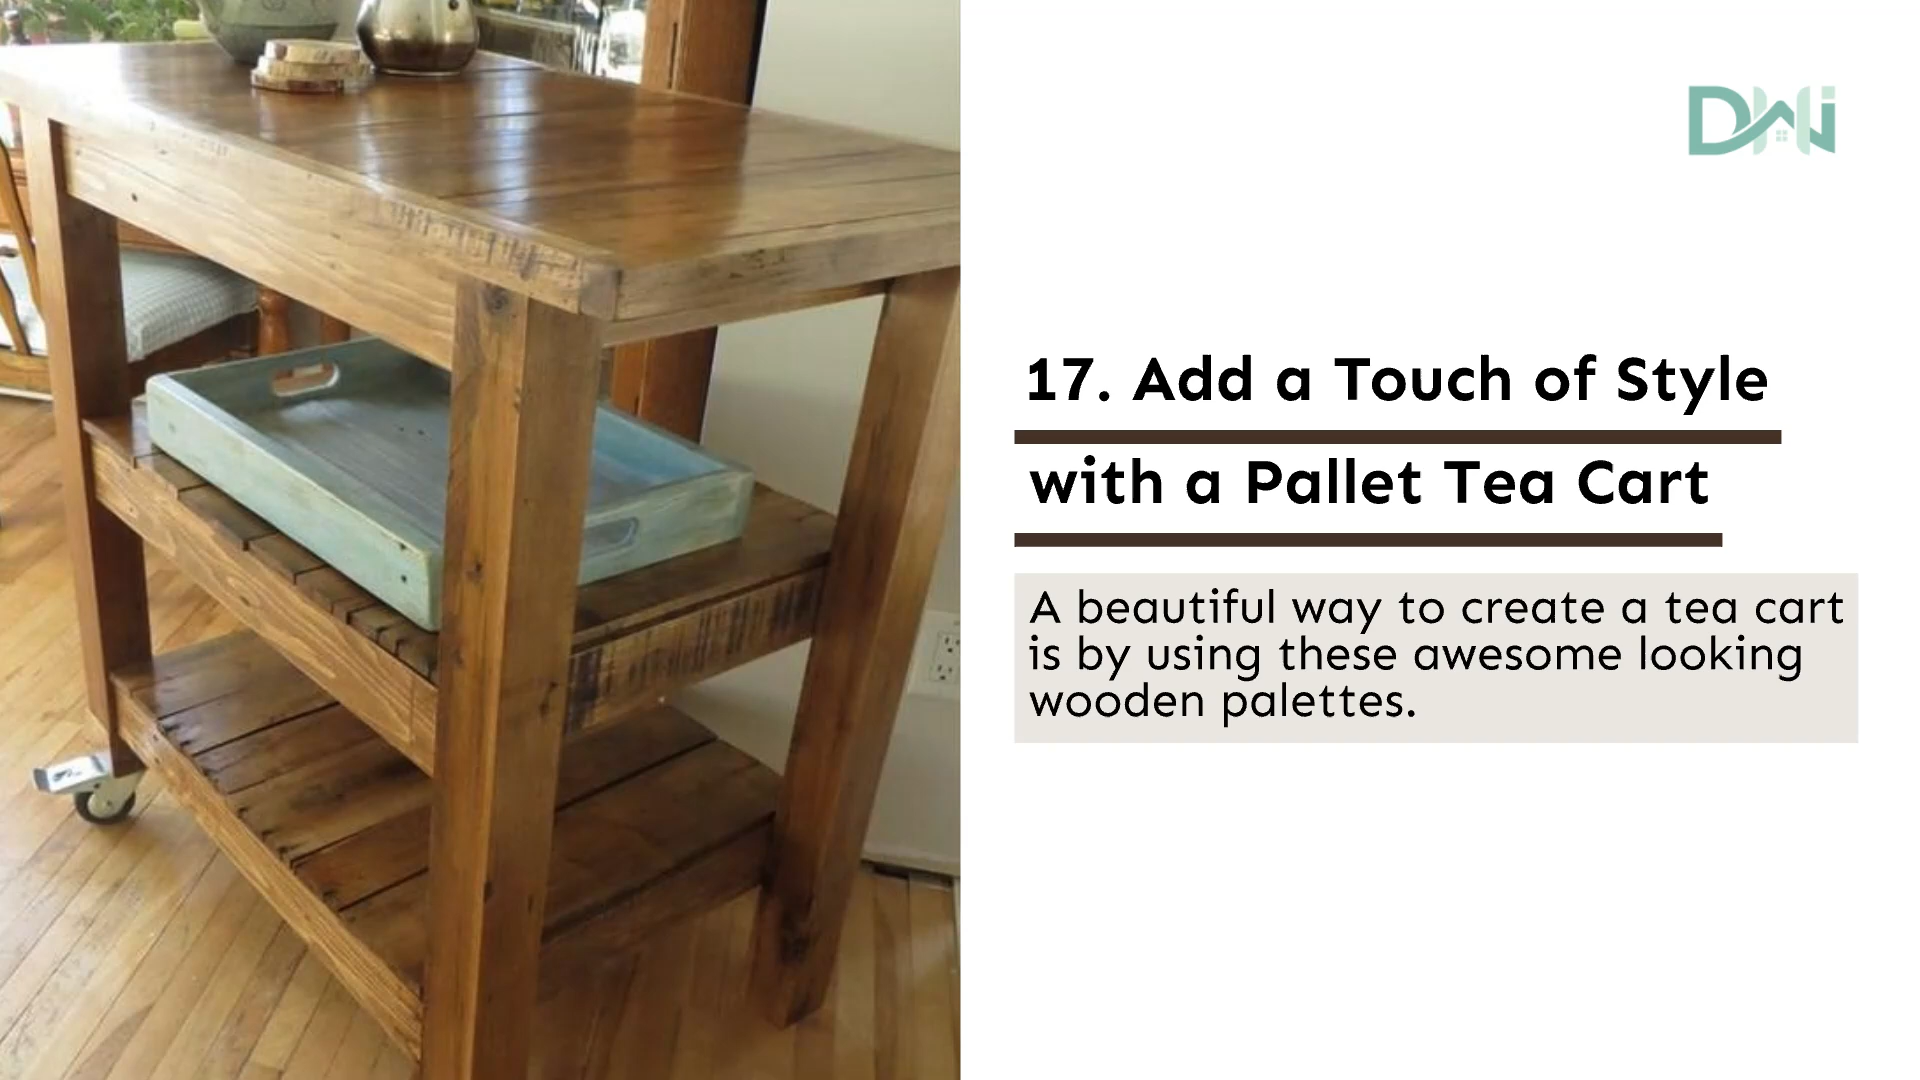 DHWi
17. Add a Touch of Style
with a Pallet Tea Cart
A beautiful way to create a tea cart
is by using these awesome looking
wooden palettes.